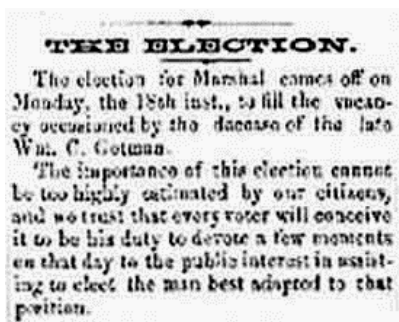 THE ELECTION.
The election for Marshal comes off on
Monday, the 18th inst., to fill the vacan-
cy occasioned by the decease of the late
Wm. C. Gotman.
The importance of this election cannot
be too highly estimated by our citizens,
and we trust that every voter will conceive
it to be his duty to devote a few moments
on that day to the public interest in assist-
ing to elect the man best adapted to that
position.